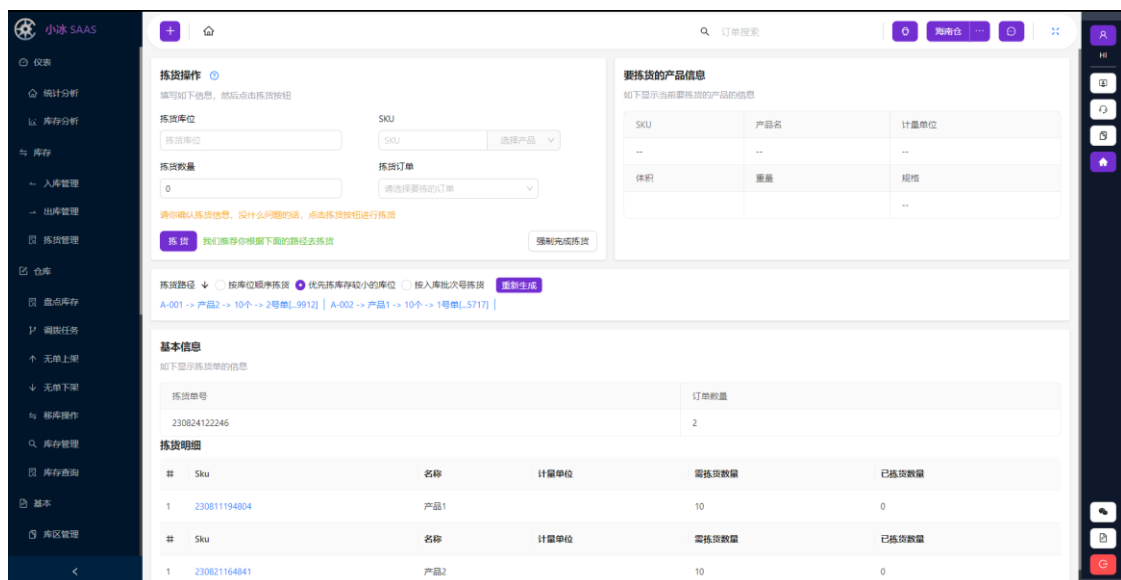 小冰 SAAS
订单搜索
海南仓
HI
仪表
统计分析
库存分析
库存
入库管理
出库管理
拣货管理
仓库
盘点库存
调拨任务
无单上架
无单下架
移库操作
库存管理
库存查询
基本
库区管理
拣货操作
填写如下信息，然后点击拣货按钮
拣货库位 SKU
拣货库位 SKU 选择产品
拣货数量 拣货订单
0 请选择要拣的订单
请你确认拣货信息，没什么问题的话，点击拣货按钮进行拣货
拣 货 我们推荐你根据下面的路径去拣货 强制完成拣货
要拣货的产品信息
如下显示当前要拣货的产品的信息
SKU 产品名 计量单位
-- -- --
体积 重量 规格
--
拣货路径 ↓ 按库位顺序拣货 优先拣库存较小的库位 按入库批次号拣货 重新生成
A-001 -> 产品2 -> 10个 -> 2号单[...9912] | A-002 -> 产品1 -> 10个 -> 1号单[...5717] |
基本信息
如下显示拣货单的信息
拣货单号 订单数量
230824122246 2
拣货明细
# Sku 名称 计量单位 需拣货数量 已拣货数量
1 230811194804 产品1 10 0
# Sku 名称 计量单位 需拣货数量 已拣货数量
1 230821164841 产品2 10 0